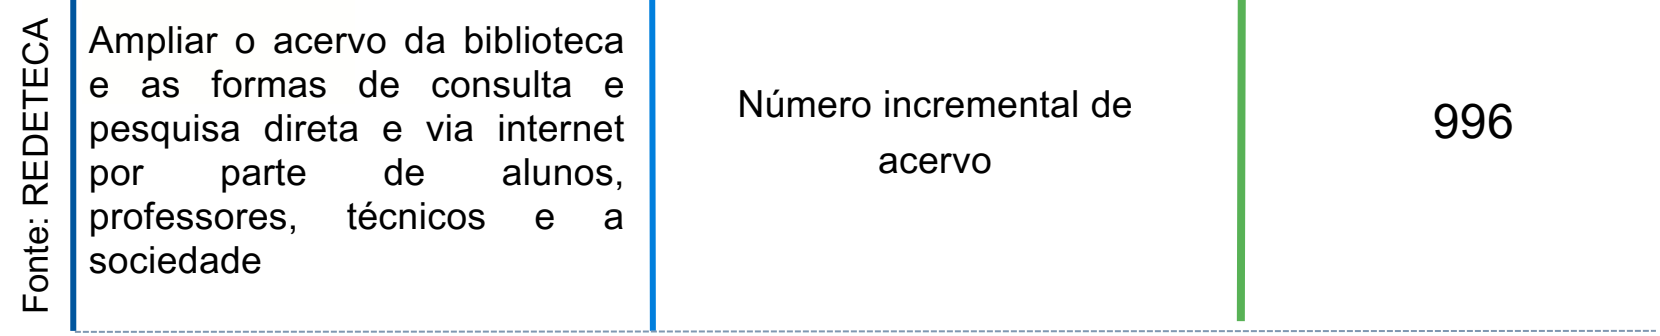 Fonte: REDETECA
Ampliar o acervo da biblioteca
e as formas de consulta e
pesquisa direta e via internet
por parte de alunos,
professores, técnicos e a
sociedade
Número incremental de
acervo
996